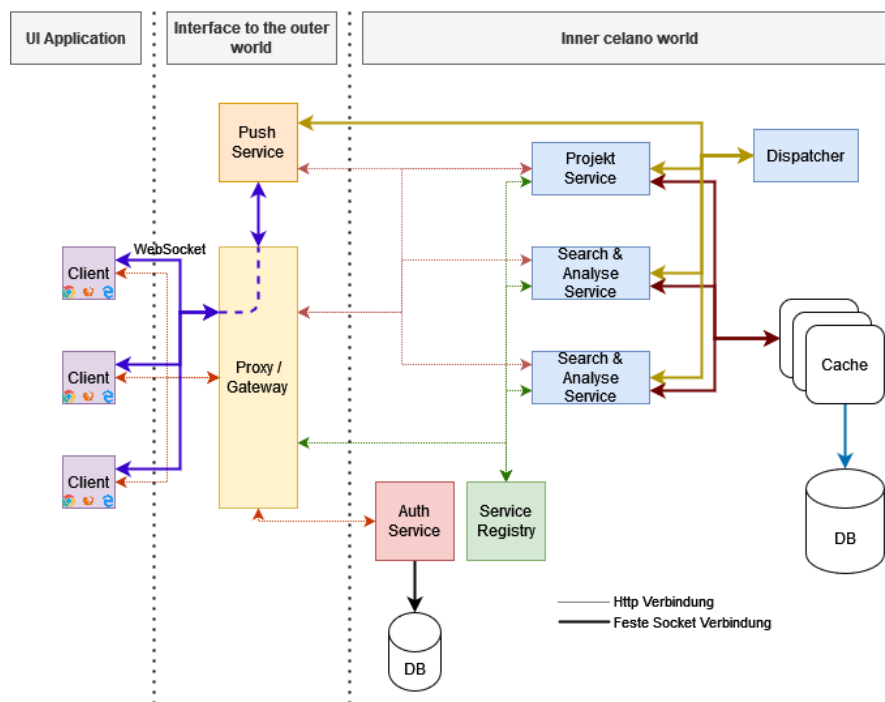 UI Application
Interface to the outer
world
Inner celano world
Push
Service
Projekt
Service
Dispatcher
WebSocket
Client
Search &
Analyse
Service
Proxy /
Gateway
Client
Search &
Analyse
Service
Cache
Client
Auth
Service
Service
Registry
DB
Http Verbindung
Feste Socket Verbindung
DB